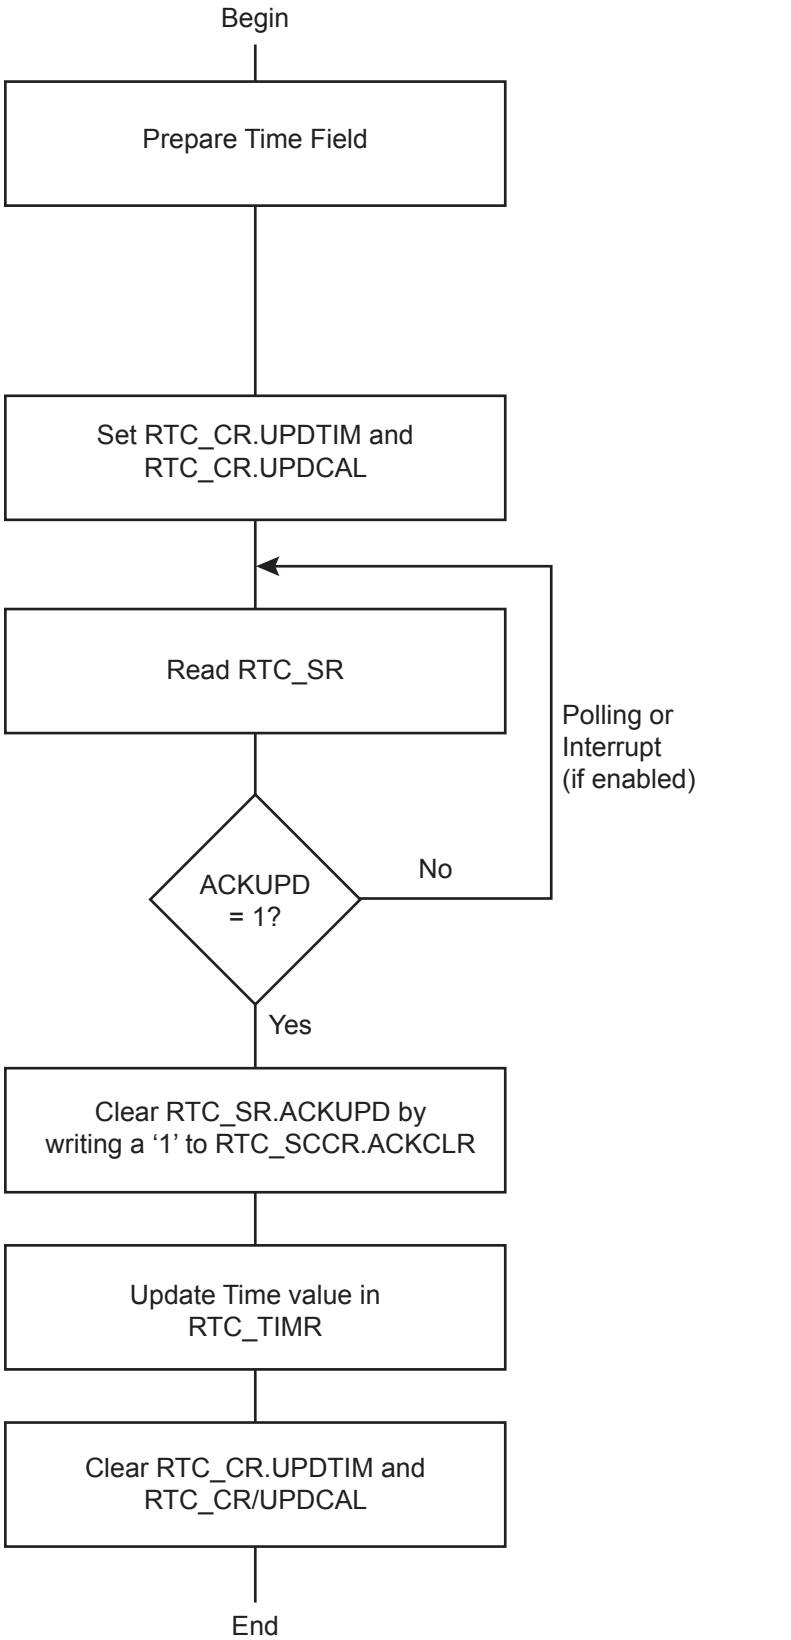 Begin
Prepare Time Field
Set RTC_CR.UPDTIM and
RTC_CR.UPDCAL
Read RTC_SR
Polling or
Interrupt
(if enabled)
ACKUPD
= 1?
No
Yes
Clear RTC_SR.ACKUPD by
writing a ‘1’ to RTC_SCCR.ACKCLR
Update Time value in
RTC_TIMR
Clear RTC_CR.UPDTIM and
RTC_CR/UPDCAL
End